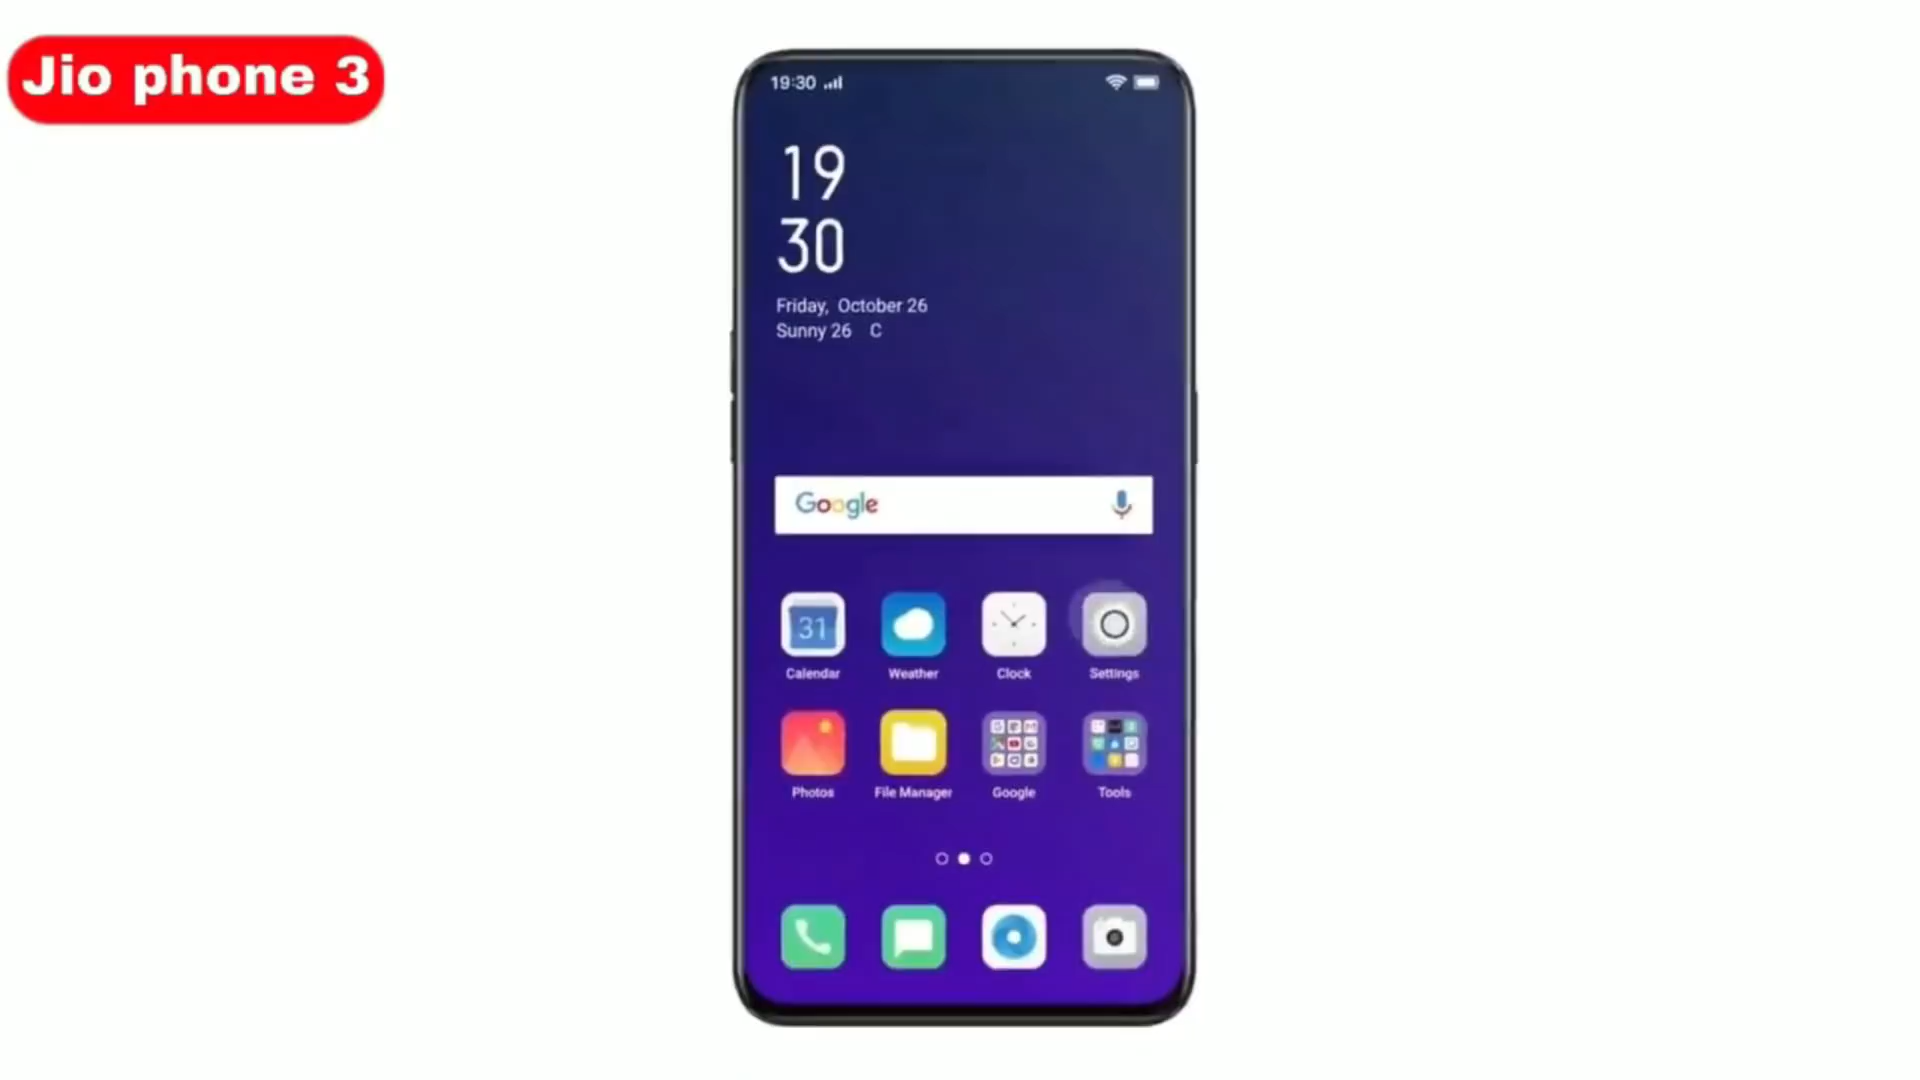 Jio phone 3
19:30
19
30
Friday, October 26
Sunny 26 C
Google
31
Calendar Weather Clock Settings
Photos File Manager Google Tools